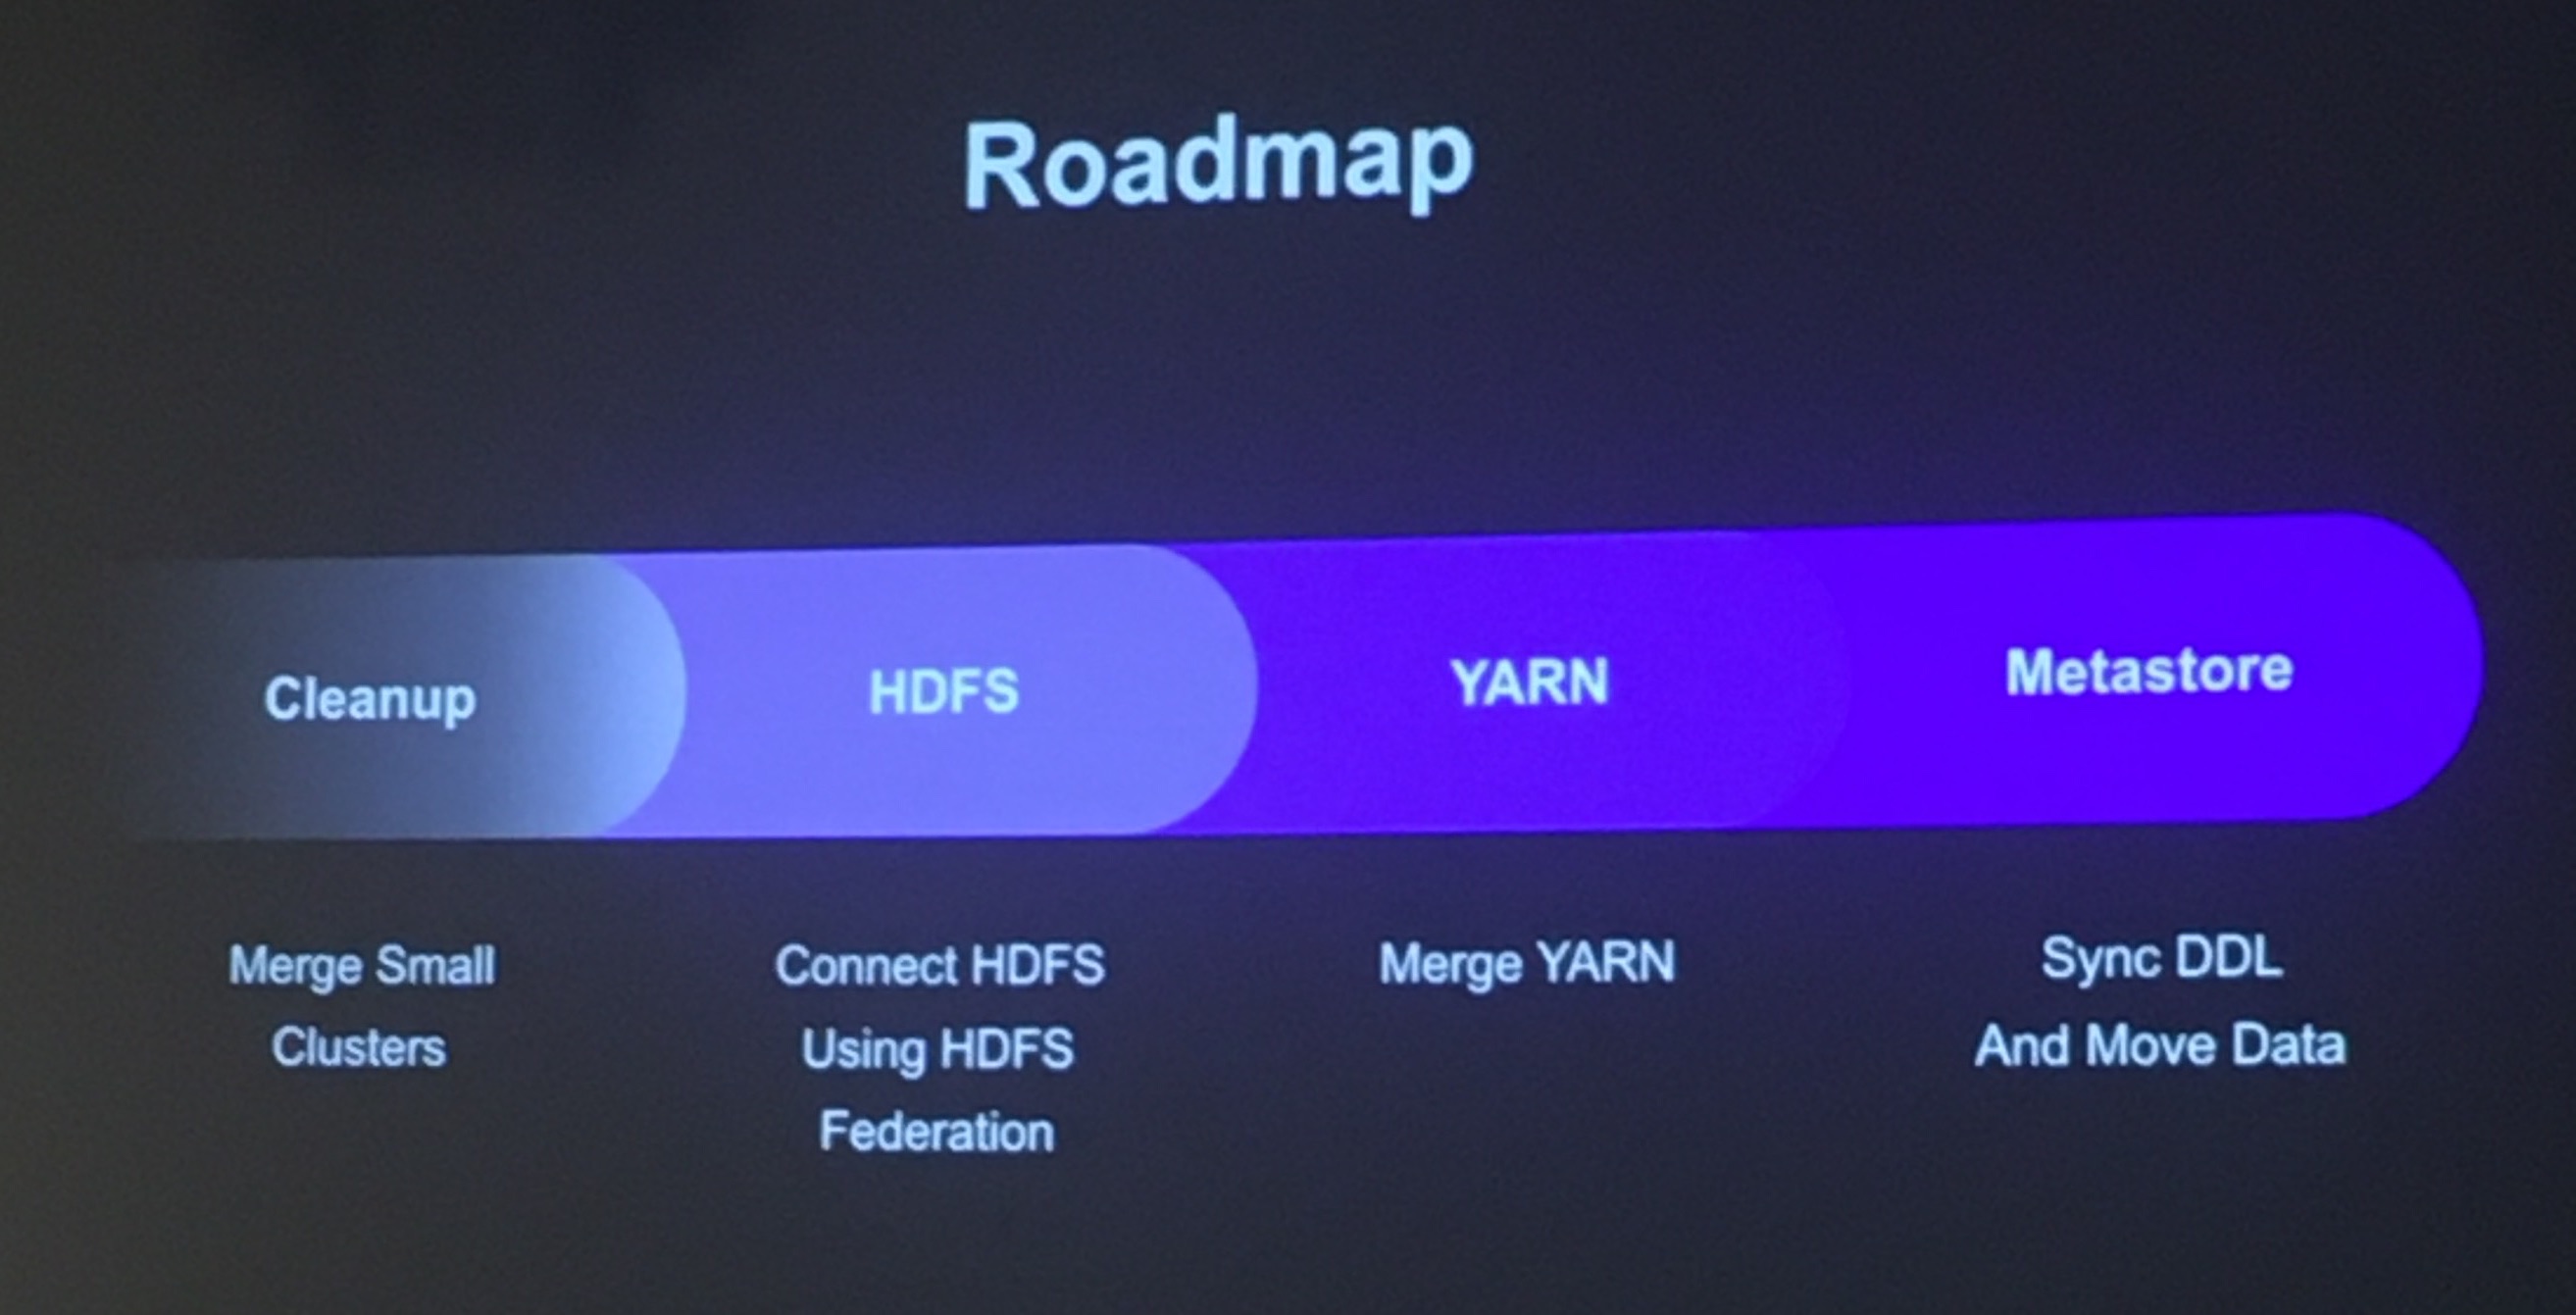 Roadmap
Cleanup
HDFS
YARN
Metastore
Merge Small
Clusters
Connect HDFS
Using HDFS
Federation
Merge YARN
Sync DDL
And Move Data